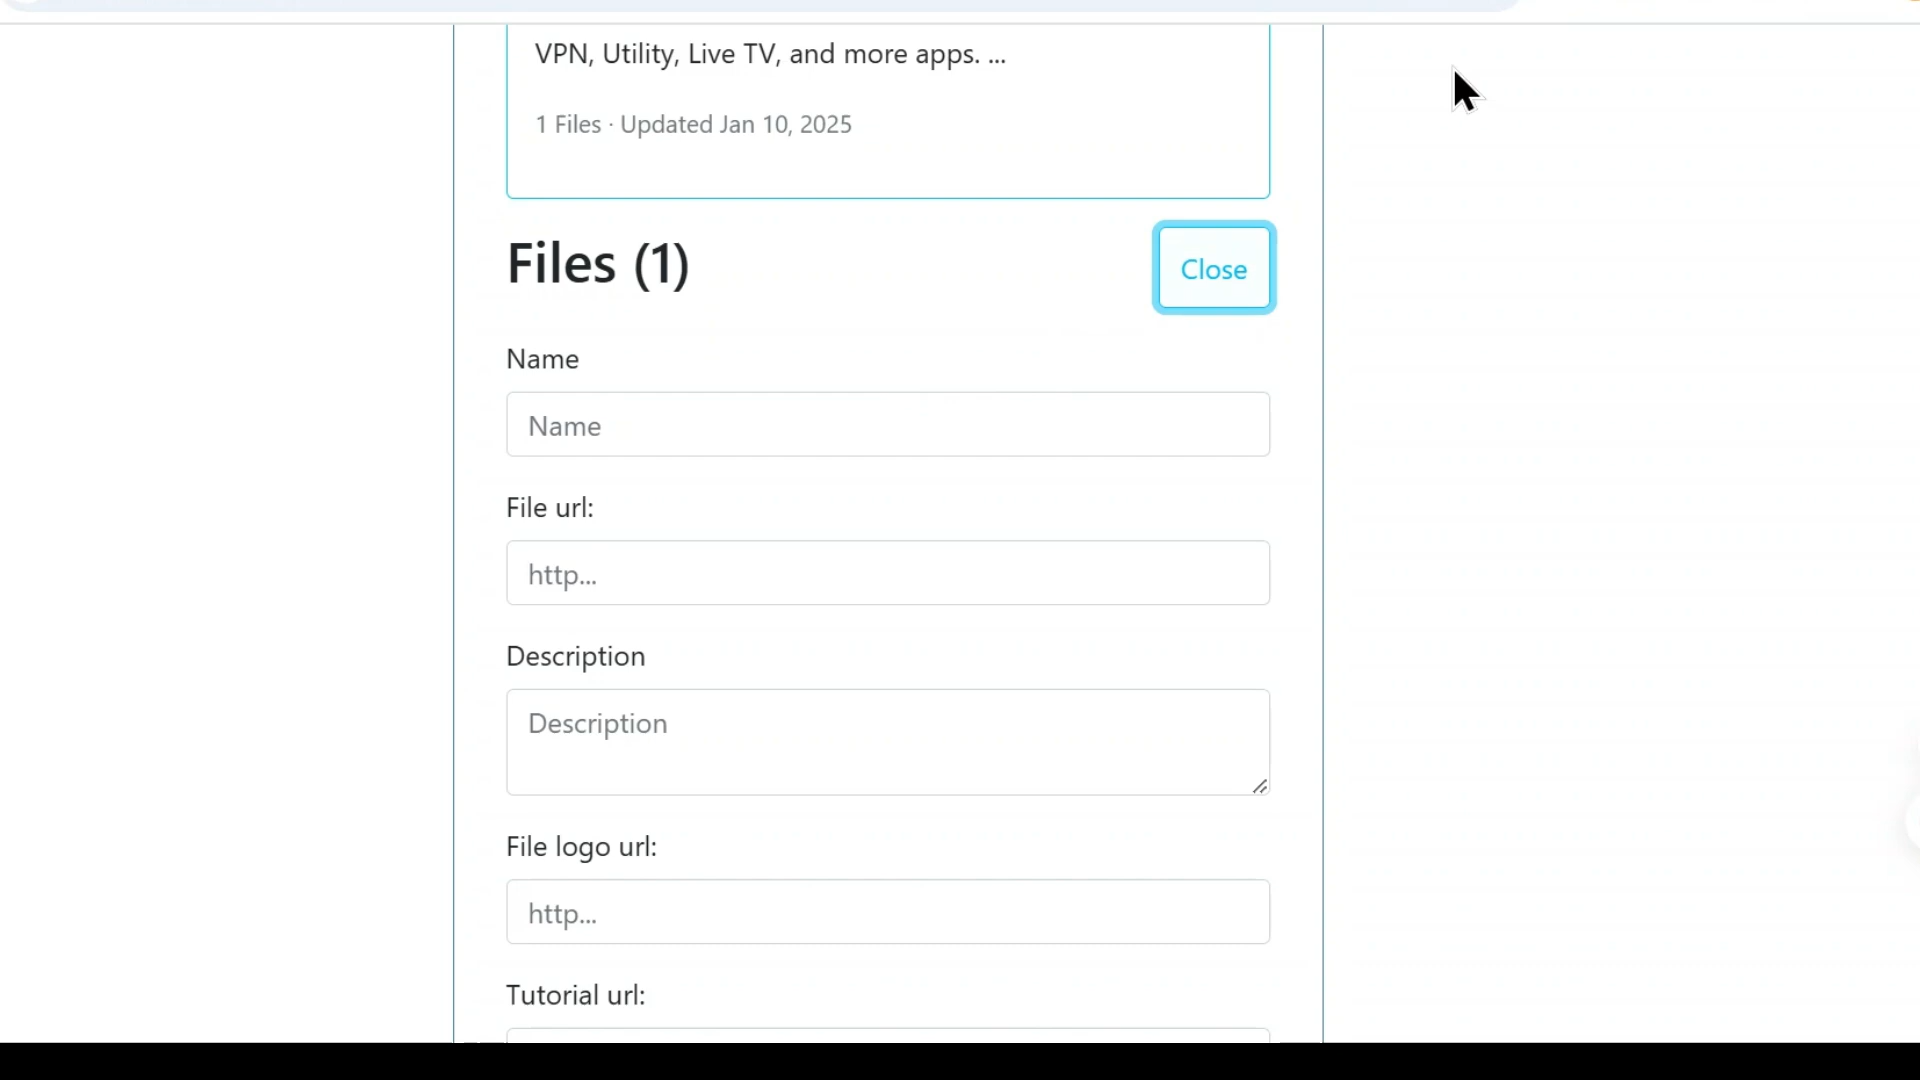 VPN, Utility, Live TV, and more apps. ...
1 Files · Updated Jan 10, 2025
Files (1)
Close
Name
Name
File url:
http...
Description
Description
File logo url:
http...
Tutorial url: